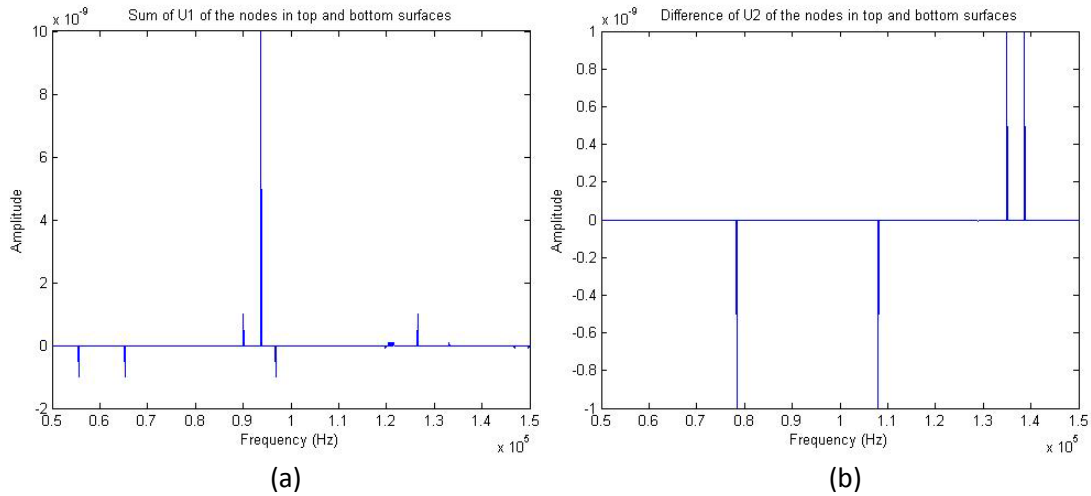 Sum of U1 of the nodes in top and bottom surfaces
x 10^-9
10
8
6
4
2
0
-2
Amplitude
0.5 0.6 0.7 0.8 0.9 1 1.1 1.2 1.3 1.4 1.5
Frequency (Hz)
x 10^5
(a)
Difference of U2 of the nodes in top and bottom surfaces
x 10^-9
1
0.8
0.6
0.4
0.2
0
-0.2
-0.4
-0.6
-0.8
-1
Amplitude
0.5 0.6 0.7 0.8 0.9 1 1.1 1.2 1.3 1.4 1.5
Frequency (Hz)
x 10^5
(b)